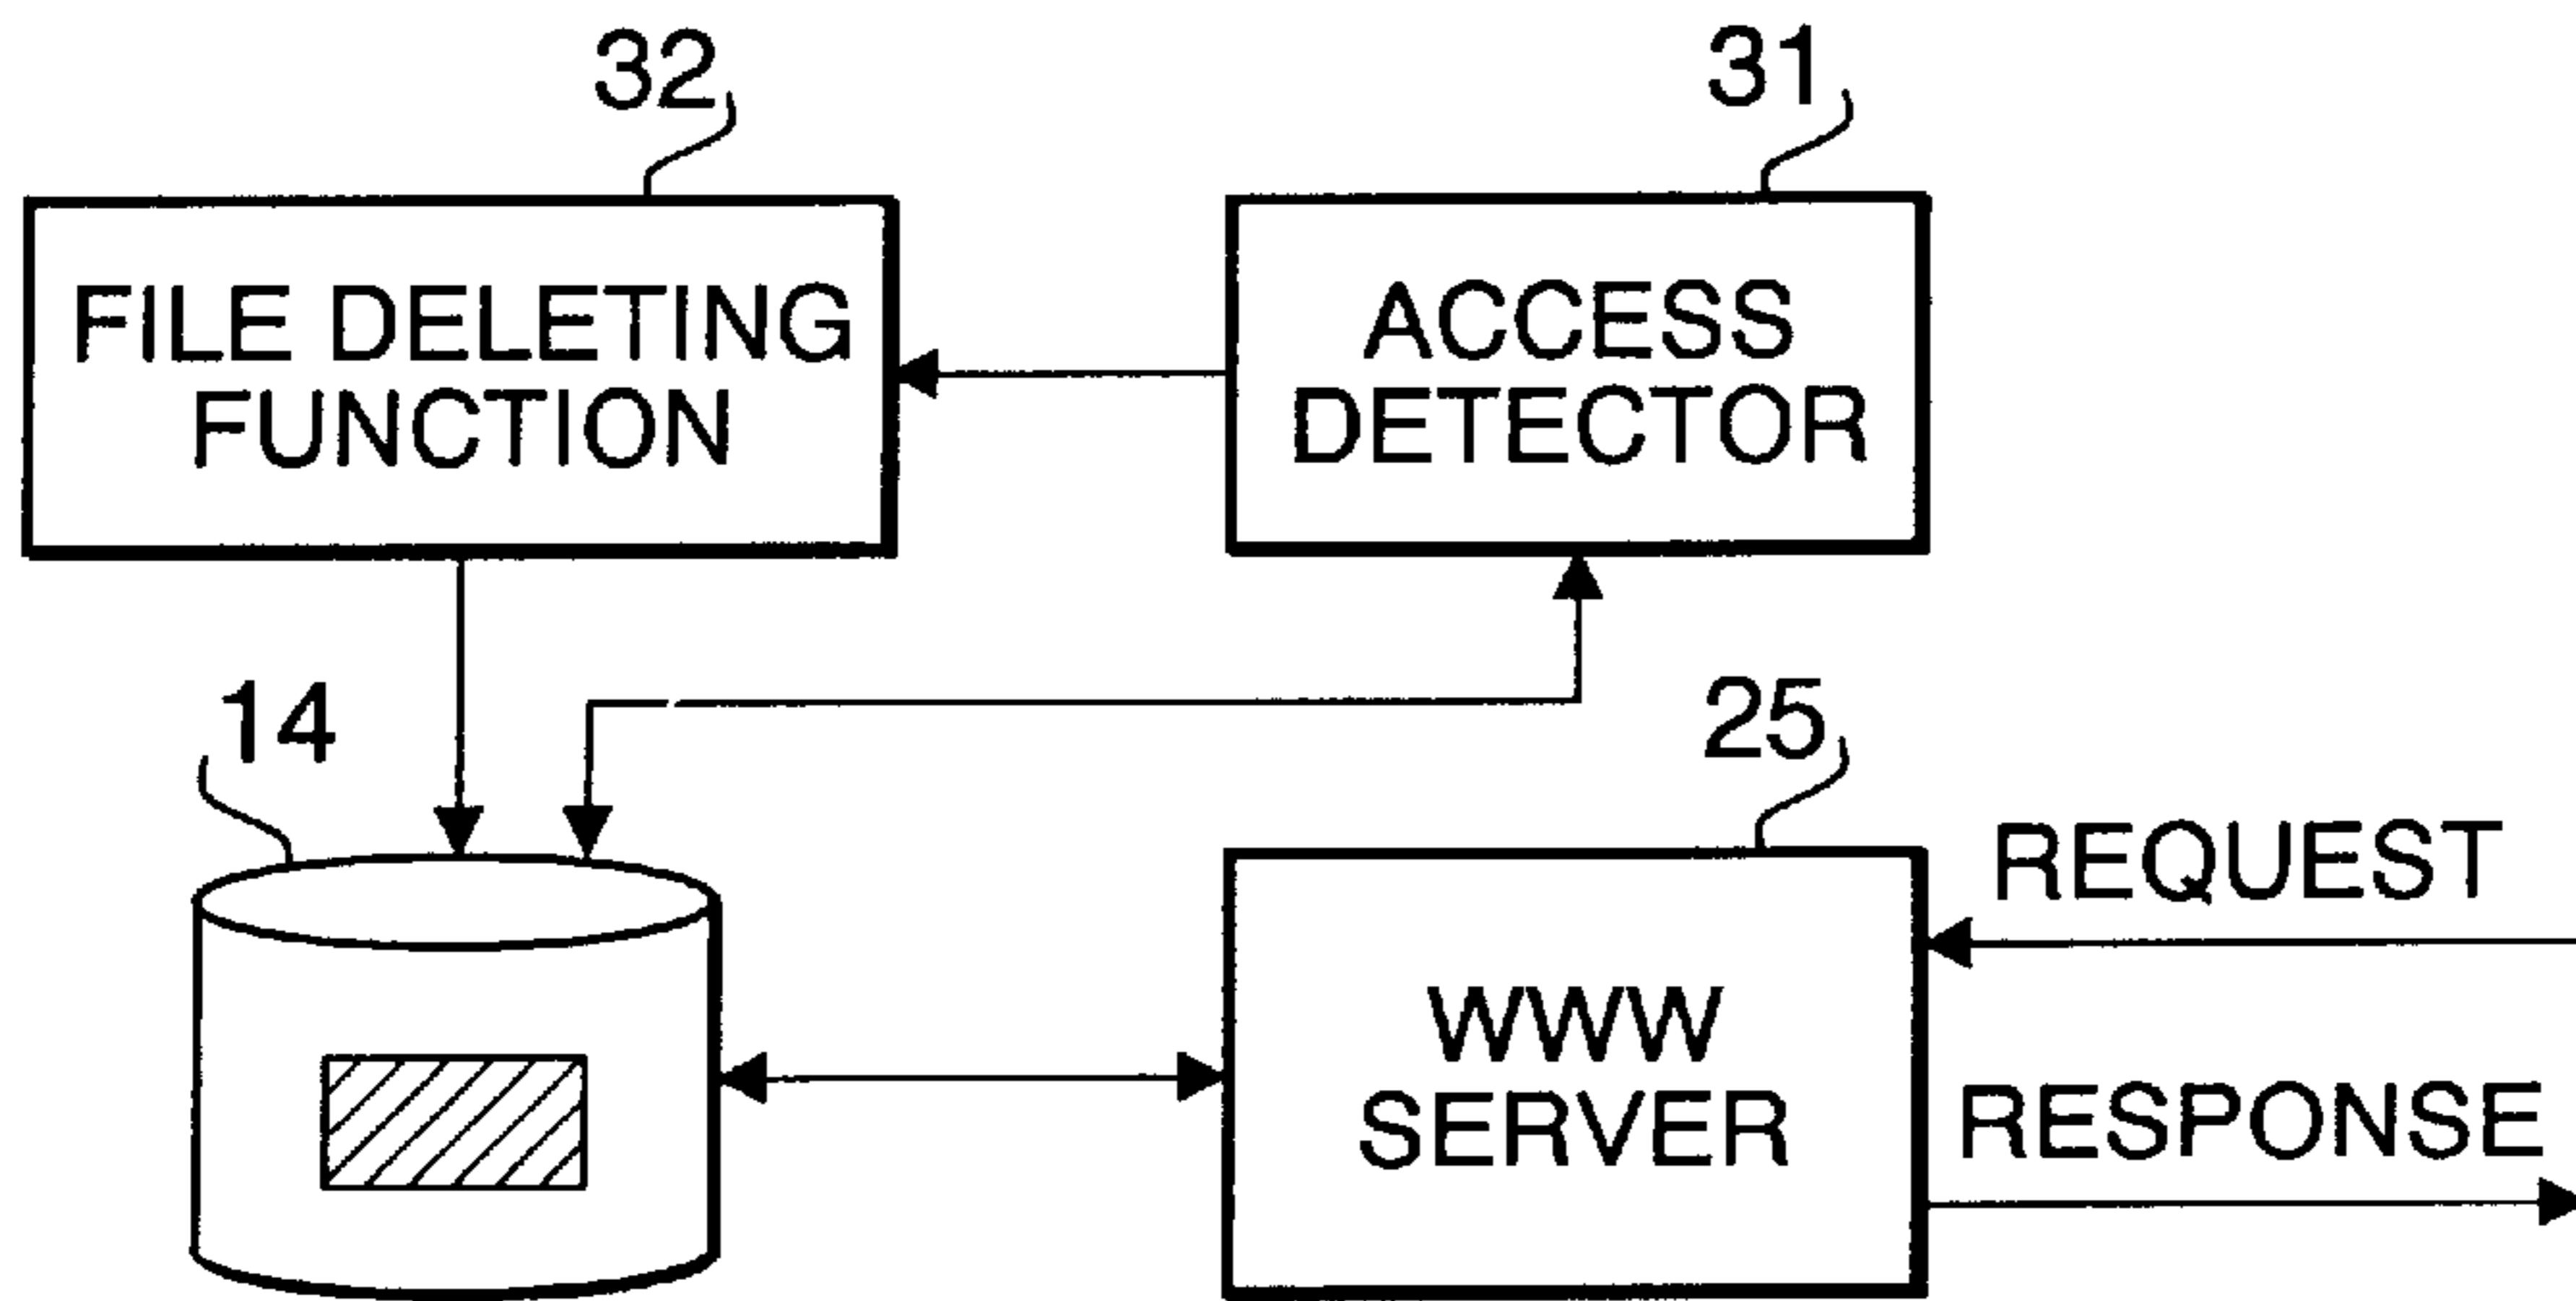 32
31
FILE DELETING
FUNCTION
ACCESS
DETECTOR
14
25
REQUEST
WWW
SERVER
RESPONSE